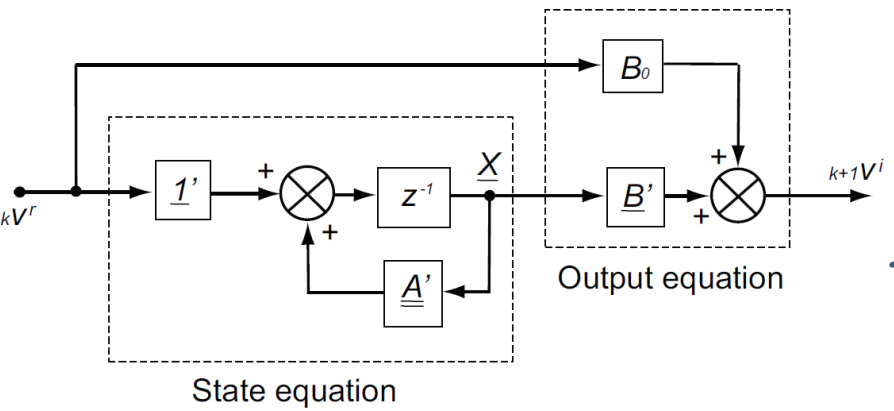 B₀
+
X
+
1'
z⁻¹
B'
+
ₖ₊₁Vⁱ
ₖVʳ
+
A'
Output equation
State equation